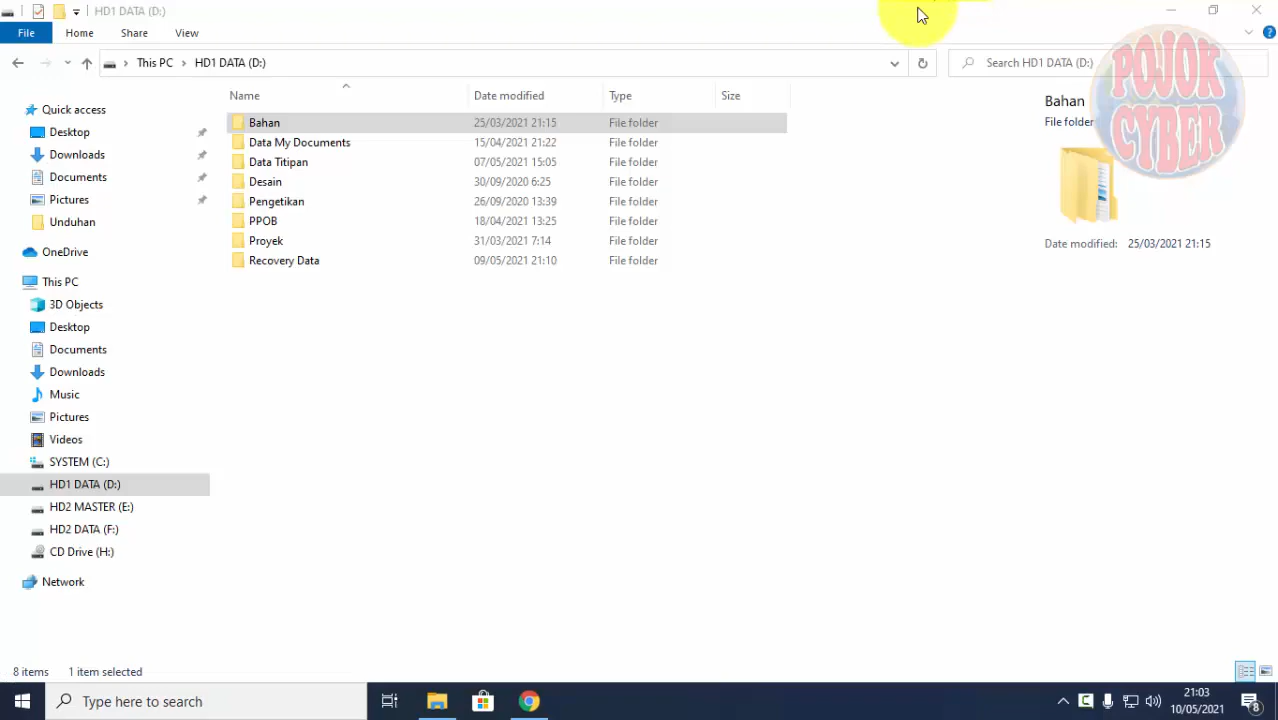 HD1 DATA (D:)
File Home Share View
This PC HD1 DATA (D:) Search HD1 DATA (D:)
Name Date modified Type Size
Quick access
Desktop
Downloads
Documents
Pictures
Unduhan
OneDrive
This PC
3D Objects
Desktop
Documents
Downloads
Music
Pictures
Videos
SYSTEM (C:)
HD1 DATA (D:)
HD2 MASTER (E:)
HD2 DATA (F:)
CD Drive (H:)
Network
Bahan 25/03/2021 21:15 File folder
Data My Documents 15/04/2021 21:22 File folder
Data Titipan 07/05/2021 15:05 File folder
Desain 30/09/2020 6:25 File folder
Pengetikan 26/09/2020 13:39 File folder
PPOB 18/04/2021 13:25 File folder
Proyek 31/03/2021 7:14 File folder
Recovery Data 09/05/2021 21:10 File folder
Bahan
File folder
Date modified: 25/03/2021 21:15
POJOK
CYBER
8 items 1 item selected
Type here to search
21:03
10/05/2021
8